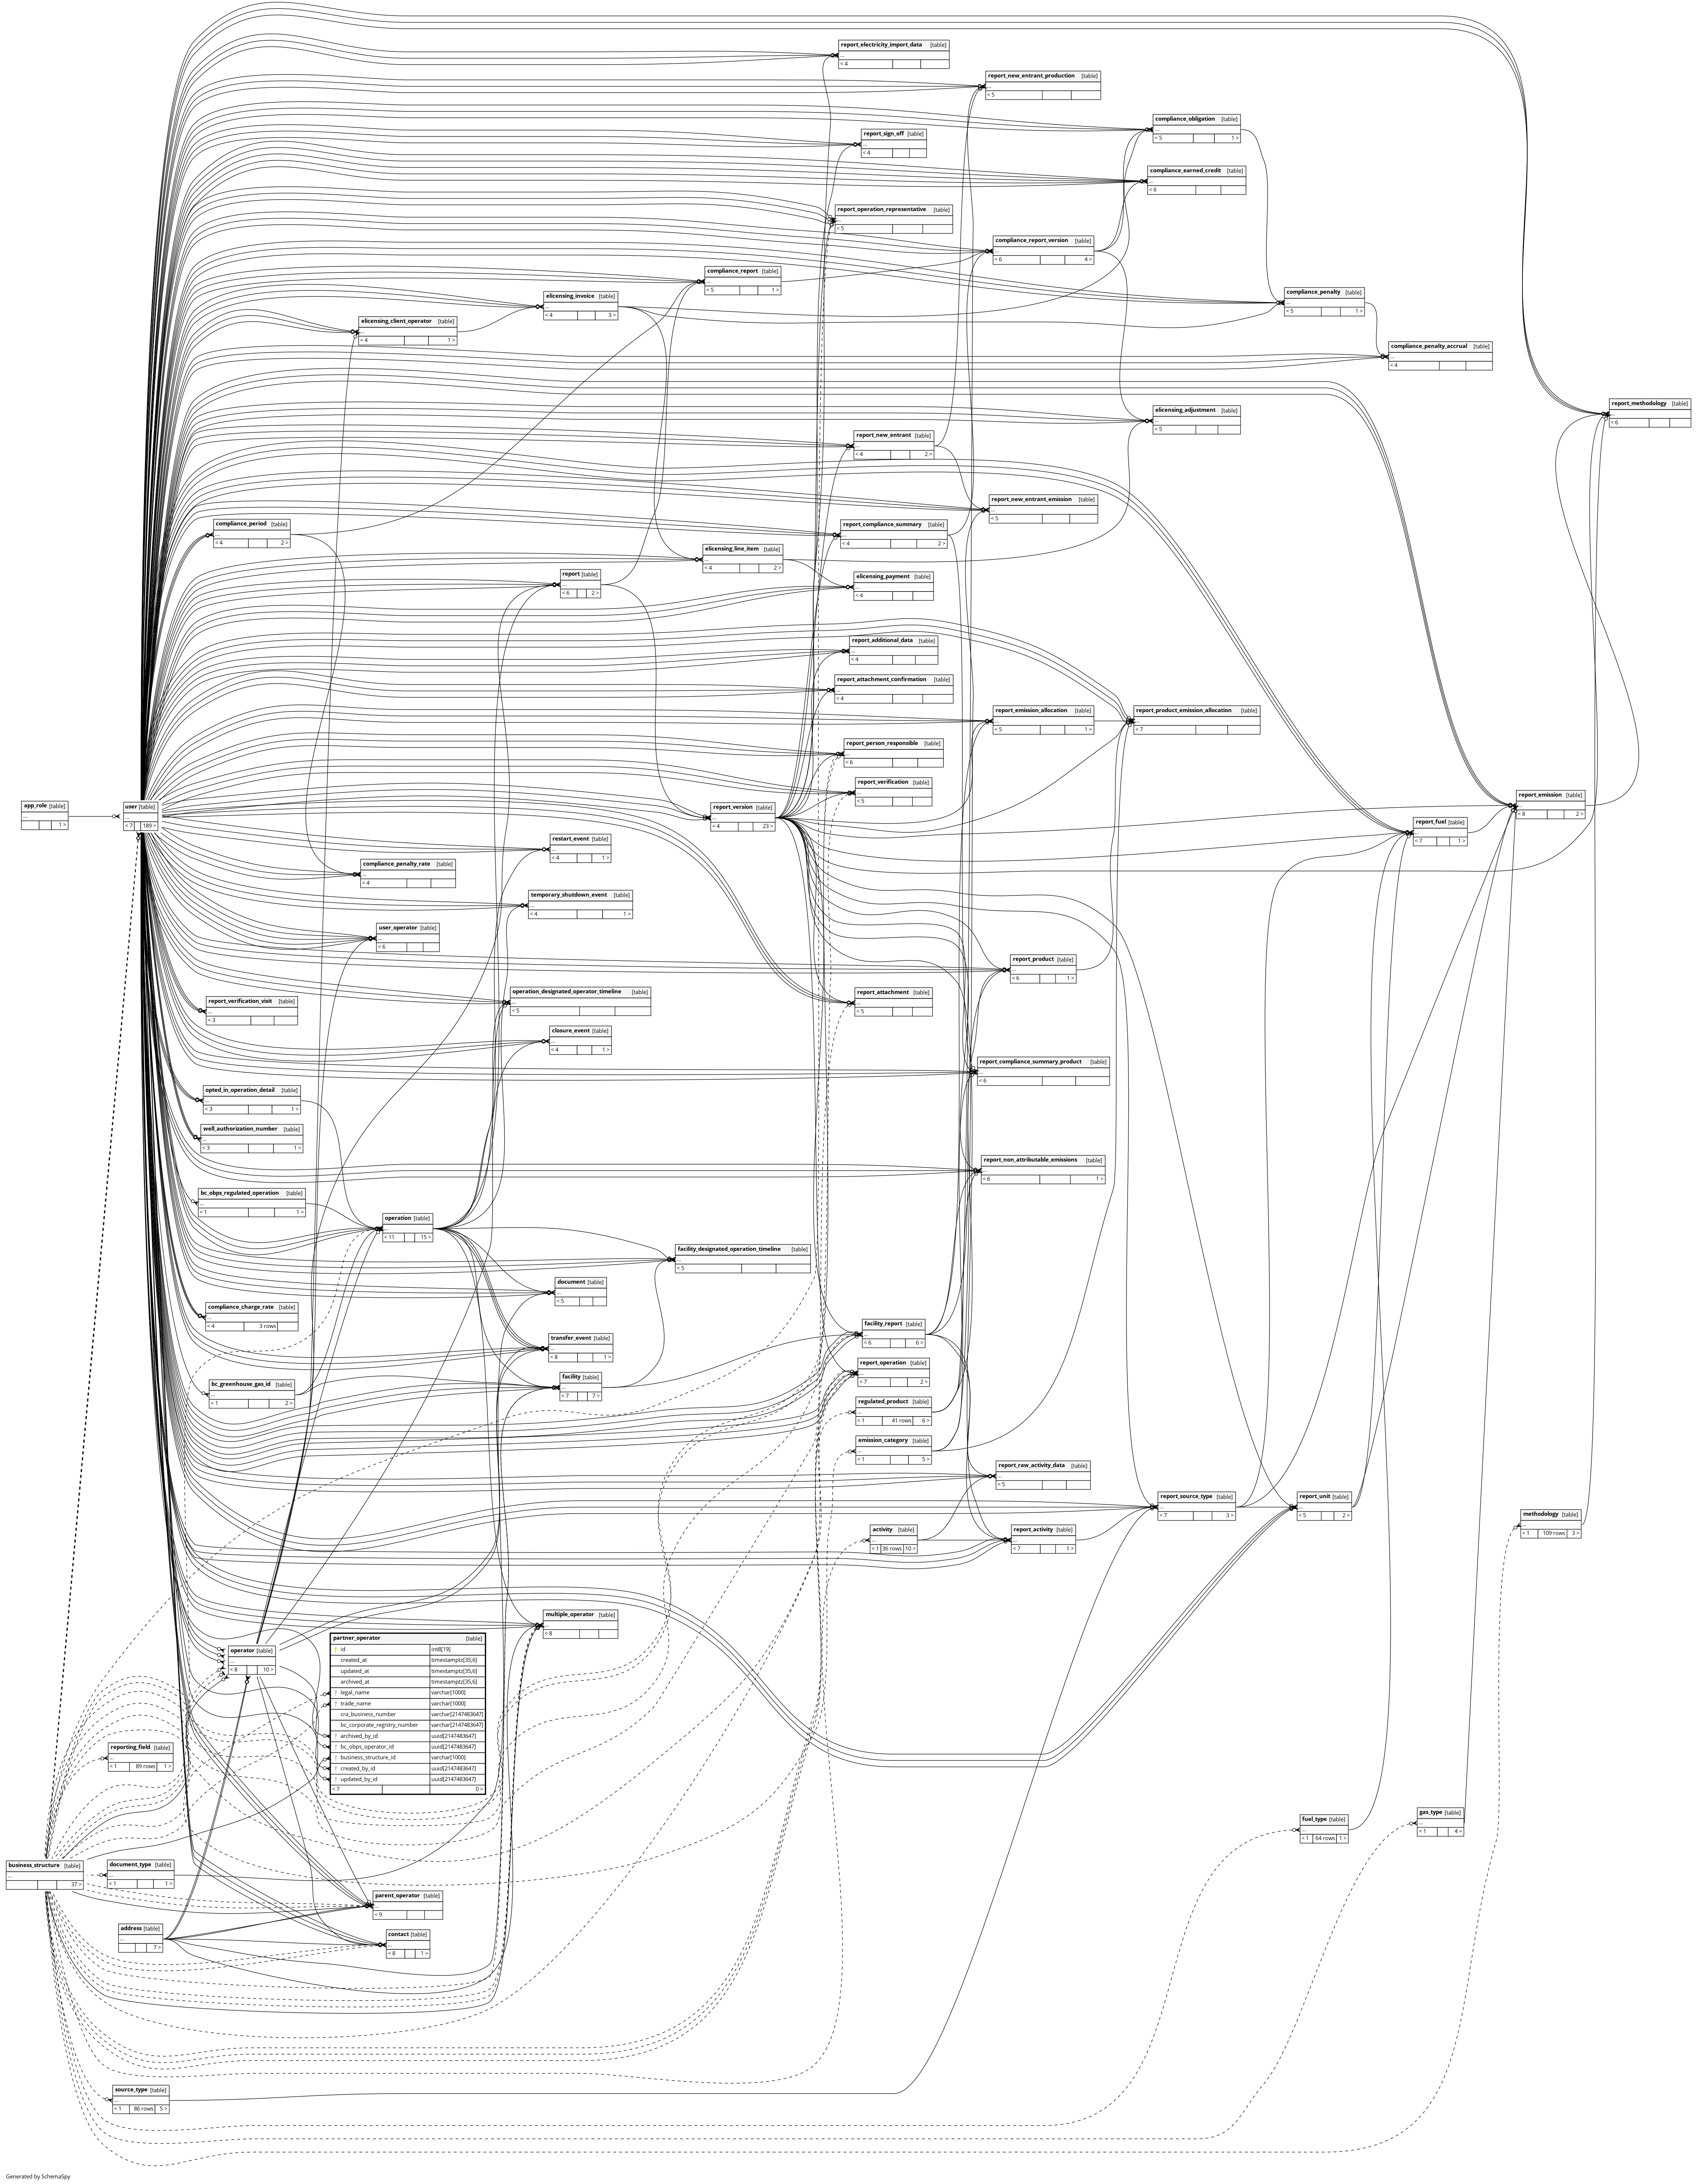 report_electricity_import_data [table]
...
< 4
report_new_entrant_production [table]
...
< 5
compliance_obligation [table]
...
< 5 1 >
report_sign_off [table]
...
< 4
compliance_earned_credit [table]
...
< 6
report_operation_representative [table]
...
< 5
compliance_report_version [table]
...
< 6 4 >
compliance_report [table]
...
< 5 1 >
elicensing_invoice [table]
...
< 4 3 >
compliance_penalty [table]
...
< 5 1 >
elicensing_client_operator [table]
...
< 4 1 >
compliance_penalty_accrual [table]
...
< 4
report_methodology [table]
...
< 6
elicensing_adjustment [table]
...
< 5
report_new_entrant [table]
...
< 4 2 >
report_new_entrant_emission [table]
...
< 5
compliance_period [table]
...
< 4 2 >
report_compliance_summary [table]
...
< 4 2 >
elicensing_line_item [table]
...
< 4 2 >
report [table]
...
< 6 2 >
elicensing_payment [table]
...
< 4
report_additional_data [table]
...
< 4
report_attachment_confirmation [table]
...
< 4
report_emission_allocation [table]
...
< 5 1 >
report_product_emission_allocation [table]
...
< 7
report_person_responsible [table]
...
< 6
report_verification [table]
...
< 5
report_emission [table]
...
< 8 2 >
app_role [table]
...
1 >
user [table]
...
< 7 189 >
report_version [table]
...
< 4 23 >
report_fuel [table]
...
< 7 1 >
restart_event [table]
...
< 4 1 >
compliance_penalty_rate [table]
...
< 4
temporary_shutdown_event [table]
...
< 4 1 >
user_operator [table]
...
< 6
report_product [table]
...
< 6 1 >
operation_designated_operator_timeline [table]
...
< 5
report_attachment [table]
...
< 5
report_verification_visit [table]
...
< 3
closure_event [table]
...
< 4 1 >
report_compliance_summary_product [table]
...
< 6
opted_in_operation_detail [table]
...
< 3 1 >
well_authorization_number [table]
...
< 3 1 >
report_non_attributable_emissions [table]
...
< 6 1 >
bc_obps_regulated_operation [table]
...
< 1 1 >
operation [table]
...
< 11 15 >
facility_designated_operation_timeline [table]
...
< 5
document [table]
...
< 5
compliance_charge_rate [table]
...
< 4 3 rows
facility_report [table]
...
< 6 6 >
transfer_event [table]
...
< 8 1 >
report_operation [table]
...
< 7 2 >
facility [table]
...
< 7 7 >
bc_greenhouse_gas_id [table]
...
< 1 2 >
regulated_product [table]
...
< 1 41 rows 6 >
emission_category [table]
...
< 1 5 >
report_raw_activity_data [table]
...
< 5
report_source_type [table]
...
< 7 3 >
report_unit [table]
...
< 5 2 >
methodology [table]
...
< 1 109 rows 3 >
activity [table]
...
< 1 36 rows 10 >
report_activity [table]
...
< 7 1 >
multiple_operator [table]
...
< 8
operator [table]
...
< 8 10 >
partner_operator [table]
id int8[19]
created_at timestamptz[35,6]
updated_at timestamptz[35,6]
archived_at timestamptz[35,6]
legal_name varchar[1000]
trade_name varchar[1000]
cra_business_number varchar[2147483647]
bc_corporate_registry_number varchar[2147483647]
archived_by_id uuid[2147483647]
bc_obps_operator_id uuid[2147483647]
business_structure_id varchar[1000]
created_by_id uuid[2147483647]
updated_by_id uuid[2147483647]
< 7 0 >
reporting_field [table]
...
< 1 89 rows 1 >
gas_type [table]
...
< 1 4 >
fuel_type [table]
...
< 1 64 rows 1 >
business_structure [table]
...
37 >
document_type [table]
...
< 1 1 >
parent_operator [table]
...
< 9
address [table]
...
7 >
contact [table]
...
< 8 1 >
source_type [table]
...
< 1 86 rows 5 >
Generated by SchemaSpy